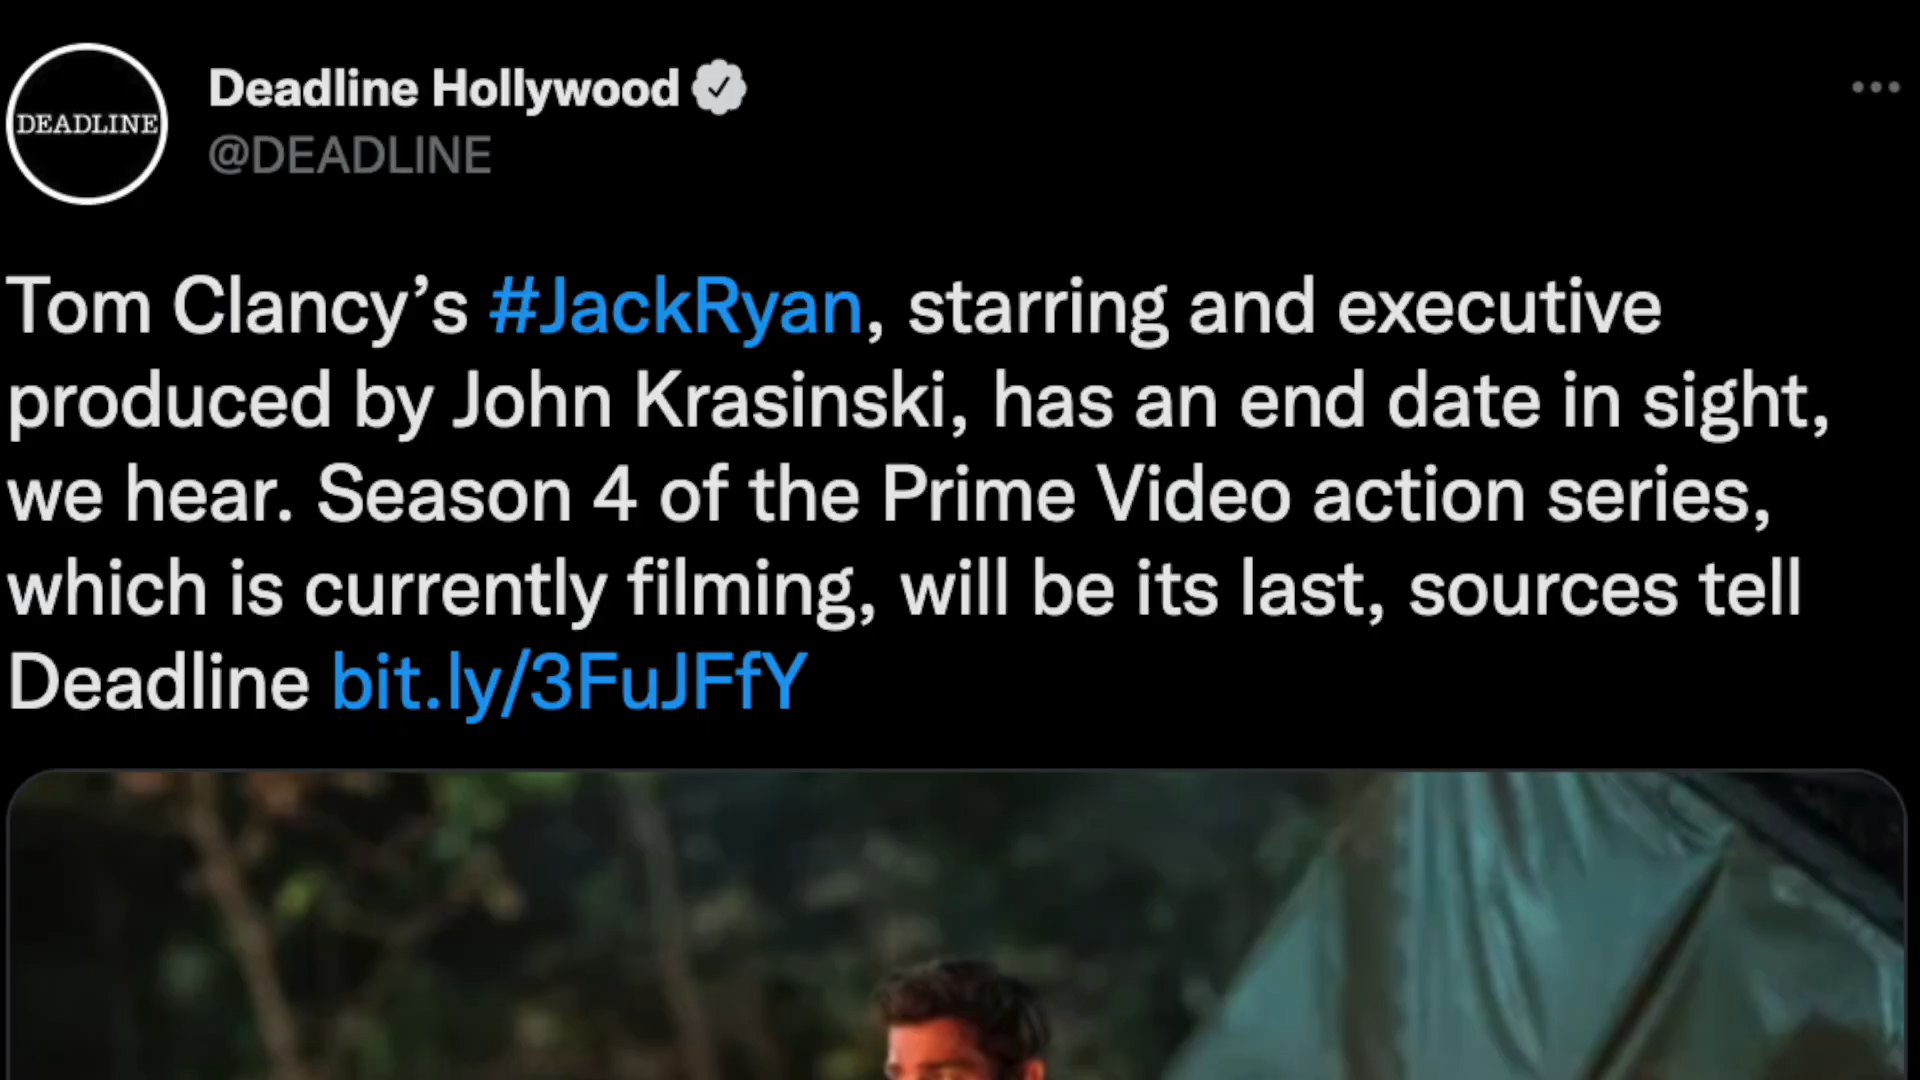 DEADLINE
Deadline Hollywood
@DEADLINE
Tom Clancy’s #JackRyan, starring and executive
produced by John Krasinski, has an end date in sight,
we hear. Season 4 of the Prime Video action series,
which is currently filming, will be its last, sources tell
Deadline bit.ly/3FuJFfY